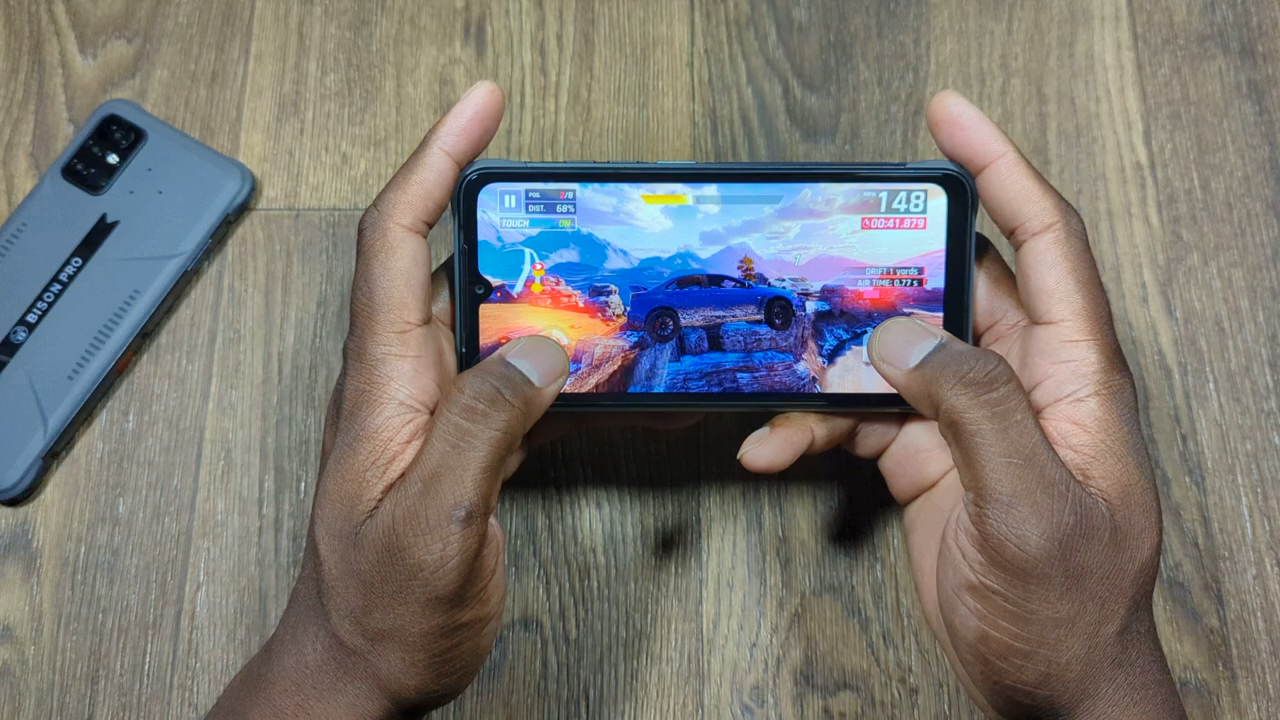 BISON PRO
POS. 2/8
DIST. 68%
TOUCH ON
148
00:41.879
1
DRIFT 1 yards
AIR TIME: 0.77 s